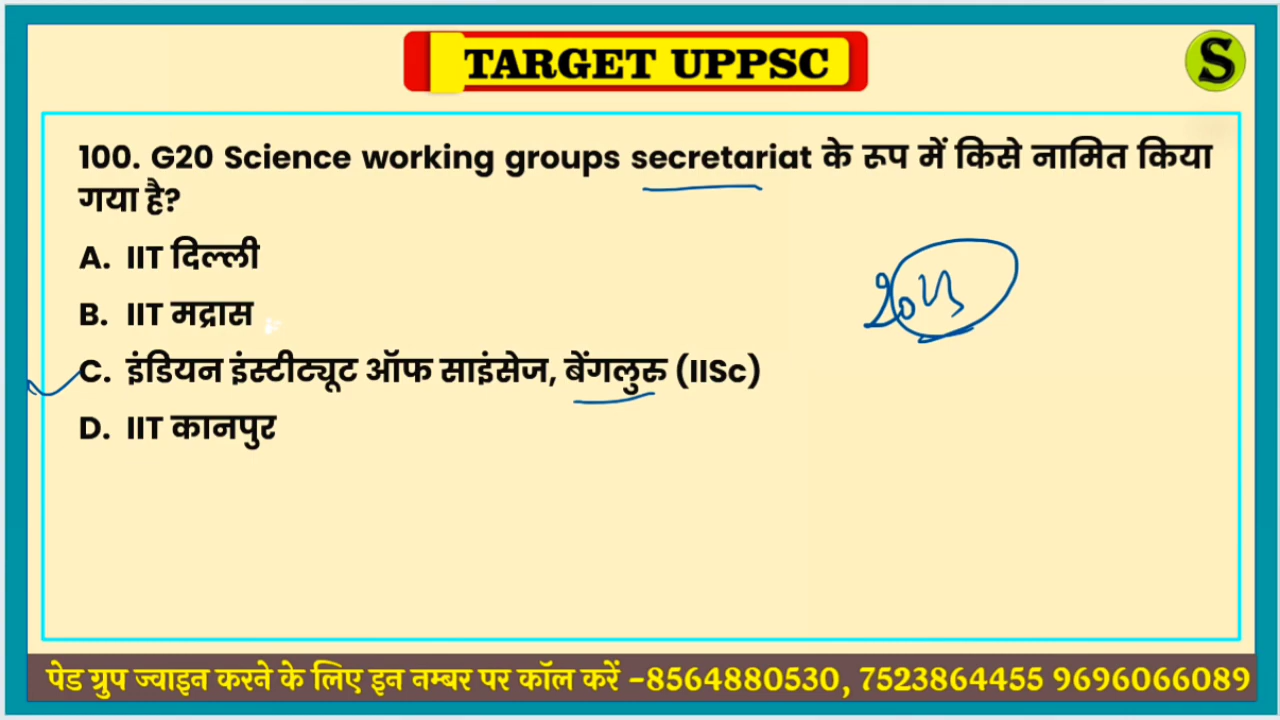 TARGET UPPSC
S
100. G20 Science working groups secretariat के रूप में किसे नामित किया
गया है?
A. IIT दिल्ली
B. IIT मद्रास
C. इंडियन इंस्टीट्यूट ऑफ साइंसेज, बेंगलुरु (IISc)
D. IIT कानपुर
पेड ग्रुप ज्वाइन करने के लिए इन नम्बर पर कॉल करें -8564880530, 7523864455 9696066089